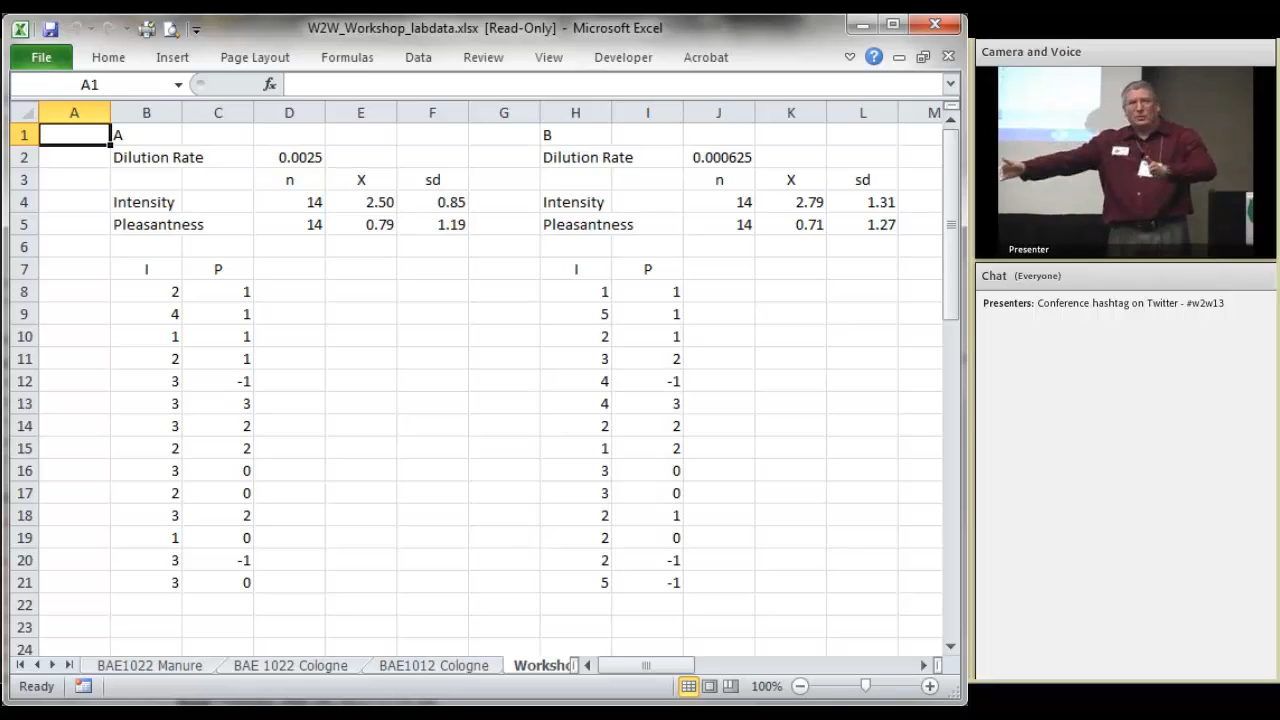 W2W_Workshop_labdata.xlsx [Read-Only] - Microsoft Excel
File Home Insert Page Layout Formulas Data Review View Developer Acrobat
A1 fx
A B C D E F G H I J K L M
1 A B
2 Dilution Rate 0.0025 Dilution Rate 0.000625
3 n X sd n X sd
4 Intensity 14 2.50 0.85 Intensity 14 2.79 1.31
5 Pleasantness 14 0.79 1.19 Pleasantness 14 0.71 1.27
6
7 I P I P
8 2 1 1 1
9 4 1 5 1
10 1 1 2 1
11 2 1 3 2
12 3 -1 4 -1
13 3 3 4 3
14 3 2 2 2
15 2 2 1 2
16 3 0 3 0
17 2 0 3 0
18 3 2 2 1
19 1 0 2 0
20 3 -1 2 -1
21 3 0 5 -1
22
23
24
BAE1022 Manure BAE 1022 Cologne BAE1012 Cologne Worksho
Ready 100%
Camera and Voice
Presenter
Chat (Everyone)
Presenters: Conference hashtag on Twitter - #w2w13